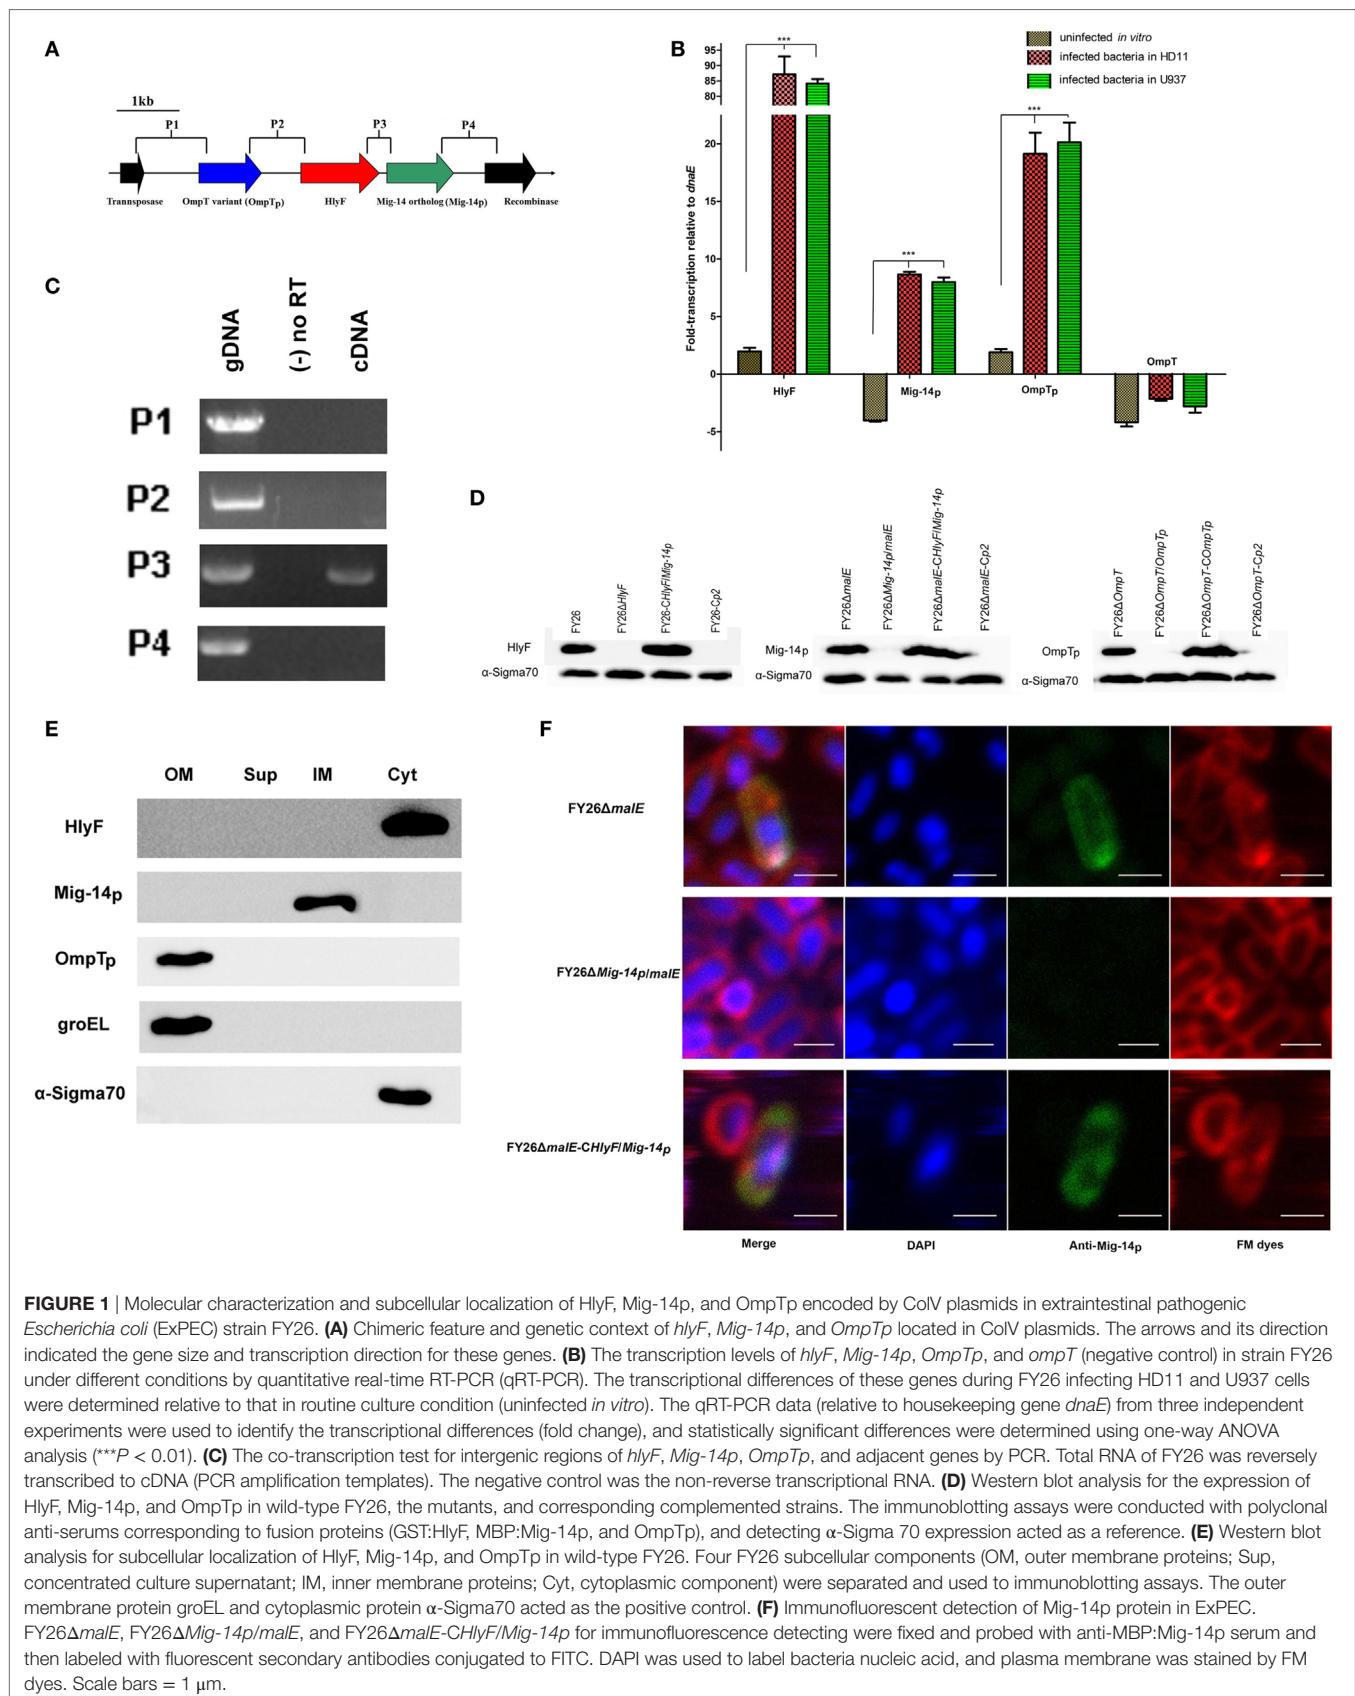 A
1kb
P1
P2
P3
P4
Trannsposase
OmpT variant (OmpTp)
HlyF
Mig-14 ortholog (Mig-14p)
Recombinase
B
uninfected in vitro
infected bacteria in HD11
infected bacteria in U937
Fold-transcription relative to dnaE
95
90
85
80
20
15
10
5
0
-5
***
***
***
HlyF
Mig-14p
OmpTp
OmpT
C
gDNA
(-) no RT
cDNA
P1
P2
P3
P4
D
FY26
FY26ΔHlyF
FY26-CHlyF/Mig-14p
FY26-Cp2
HlyF
α-Sigma70
FY26ΔmalE
FY26ΔMig-14p/malE
FY26ΔmalE-CHlyF/Mig-14p
FY26ΔmalE-Cp2
Mig-14p
α-Sigma70
FY26ΔOmpT
FY26ΔOmpT/OmpTp
FY26ΔOmpT-COmpTp
FY26ΔOmpT-Cp2
OmpTp
α-Sigma70
E
OM
Sup
IM
Cyt
HlyF
Mig-14p
OmpTp
groEL
α-Sigma70
F
FY26ΔmalE
FY26ΔMig-14p/malE
FY26ΔmalE-CHlyF/Mig-14p
Merge
DAPI
Anti-Mig-14p
FM dyes
FIGURE 1 | Molecular characterization and subcellular localization of HlyF, Mig-14p, and OmpTp encoded by ColV plasmids in extraintestinal pathogenic
Escherichia coli (ExPEC) strain FY26. (A) Chimeric feature and genetic context of hlyF, Mig-14p, and OmpTp located in ColV plasmids. The arrows and its direction
indicated the gene size and transcription direction for these genes. (B) The transcription levels of hlyF, Mig-14p, OmpTp, and ompT (negative control) in strain FY26
under different conditions by quantitative real-time RT-PCR (qRT-PCR). The transcriptional differences of these genes during FY26 infecting HD11 and U937 cells
were determined relative to that in routine culture condition (uninfected in vitro). The qRT-PCR data (relative to housekeeping gene dnaE) from three independent
experiments were used to identify the transcriptional differences (fold change), and statistically significant differences were determined using one-way ANOVA
analysis (***P < 0.01). (C) The co-transcription test for intergenic regions of hlyF, Mig-14p, OmpTp, and adjacent genes by PCR. Total RNA of FY26 was reversely
transcribed to cDNA (PCR amplification templates). The negative control was the non-reverse transcriptional RNA. (D) Western blot analysis for the expression of
HlyF, Mig-14p, and OmpTp in wild-type FY26, the mutants, and corresponding complemented strains. The immunoblotting assays were conducted with polyclonal
anti-serums corresponding to fusion proteins (GST:HlyF, MBP:Mig-14p, and OmpTp), and detecting α-Sigma 70 expression acted as a reference. (E) Western blot
analysis for subcellular localization of HlyF, Mig-14p, and OmpTp in wild-type FY26. Four FY26 subcellular components (OM, outer membrane proteins; Sup,
concentrated culture supernatant; IM, inner membrane proteins; Cyt, cytoplasmic component) were separated and used to immunoblotting assays. The outer
membrane protein groEL and cytoplasmic protein α-Sigma70 acted as the positive control. (F) Immunofluorescent detection of Mig-14p protein in ExPEC.
FY26ΔmalE, FY26ΔMig-14p/malE, and FY26ΔmalE-CHlyF/Mig-14p for immunofluorescence detecting were fixed and probed with anti-MBP:Mig-14p serum and
then labeled with fluorescent secondary antibodies conjugated to FITC. DAPI was used to label bacteria nucleic acid, and plasma membrane was stained by FM
dyes. Scale bars = 1 μm.